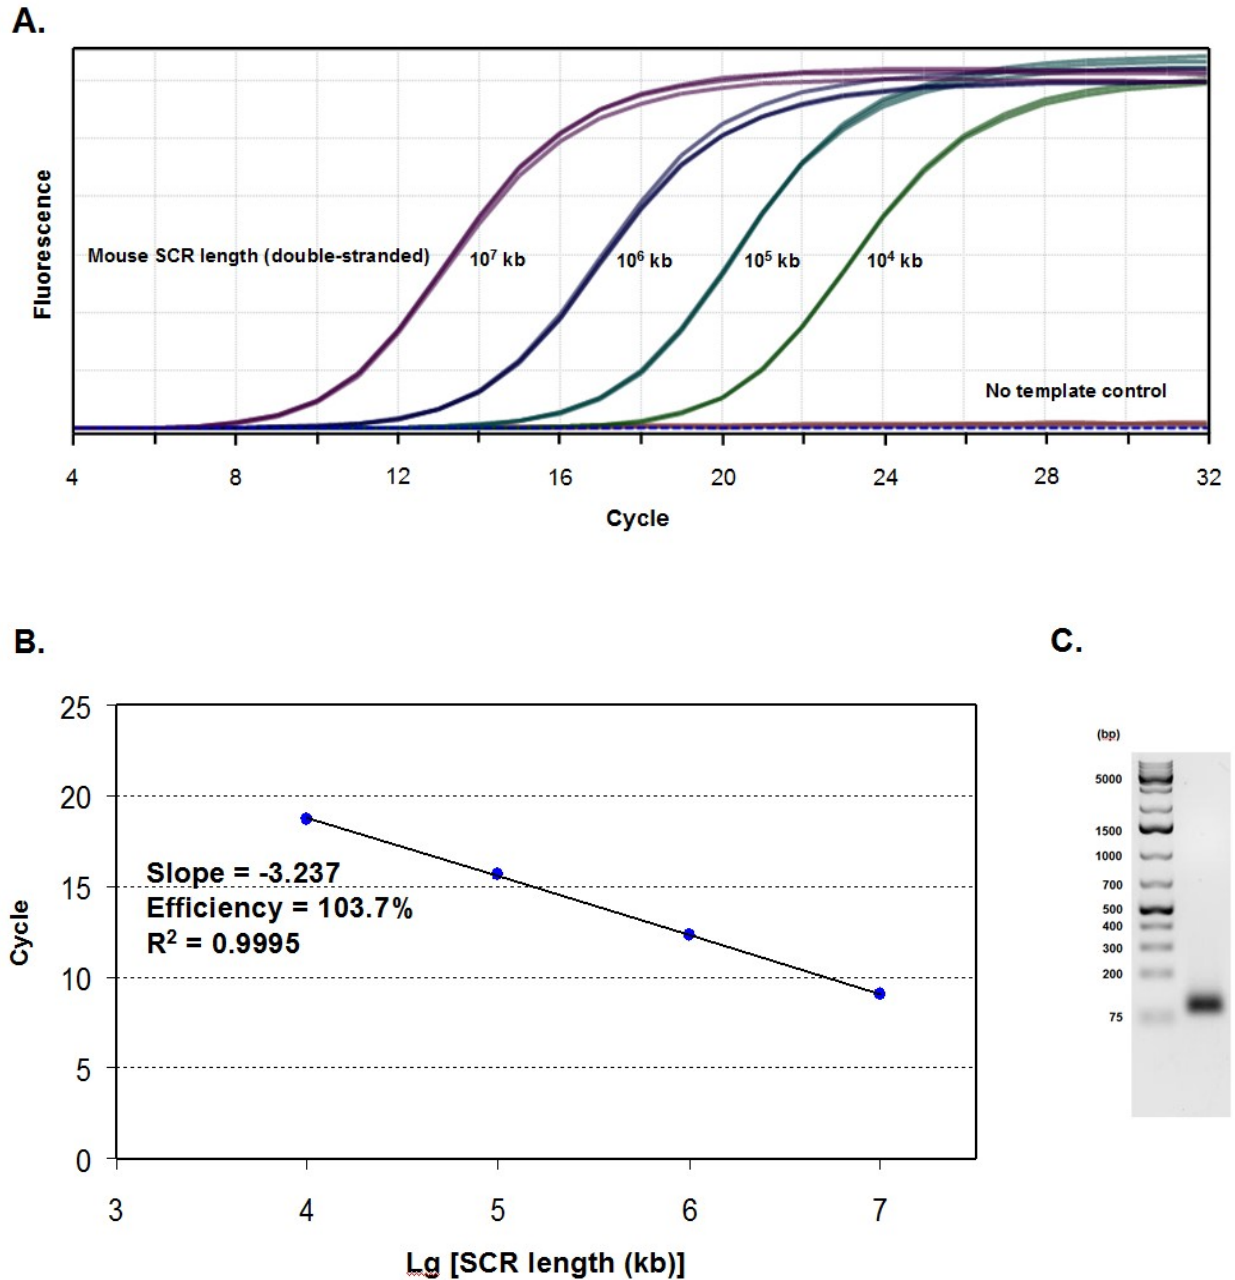 A.
Fluorescence
Mouse SCR length (double-stranded)
10⁷ kb
10⁶ kb
10⁵ kb
10⁴ kb
No template control
4
8
12
16
20
24
28
32
Cycle
B.
25
20
15
10
5
0
Cycle
Slope = -3.237
Efficiency = 103.7%
R² = 0.9995
3
4
5
6
7
Lg [SCR length (kb)]
C.
(bp)
5000
1500
1000
700
500
400
300
200
75